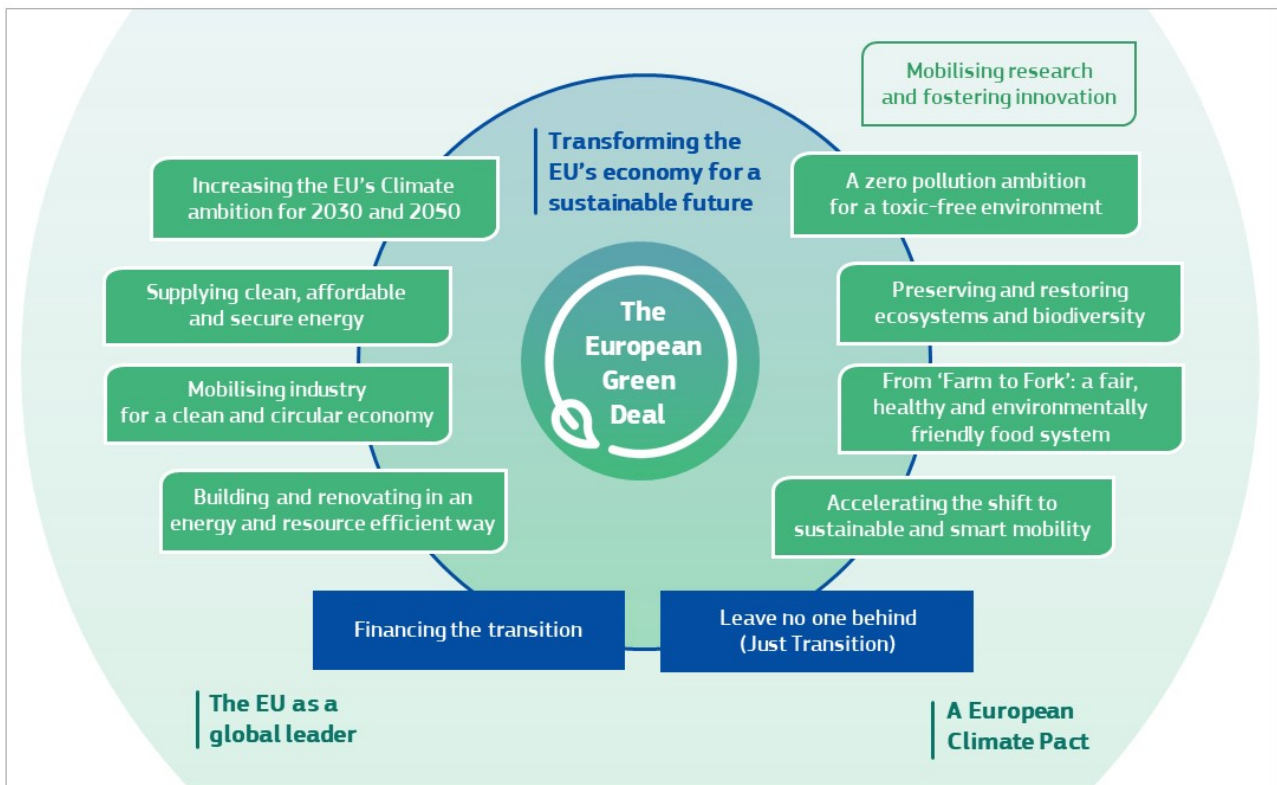 Mobilising research
and fostering innovation
Transforming the
EU's economy for a
sustainable future
Increasing the EU's Climate
ambition for 2030 and 2050
A zero pollution ambition
for a toxic-free environment
Supplying clean, affordable
and secure energy
Preserving and restoring
ecosystems and biodiversity
The
European
Green
Deal
Mobilising industry
for a clean and circular economy
From ‘Farm to Fork’: a fair,
healthy and environmentally
friendly food system
Building and renovating in an
energy and resource efficient way
Accelerating the shift to
sustainable and smart mobility
Financing the transition
Leave no one behind
(Just Transition)
The EU as a
global leader
A European
Climate Pact